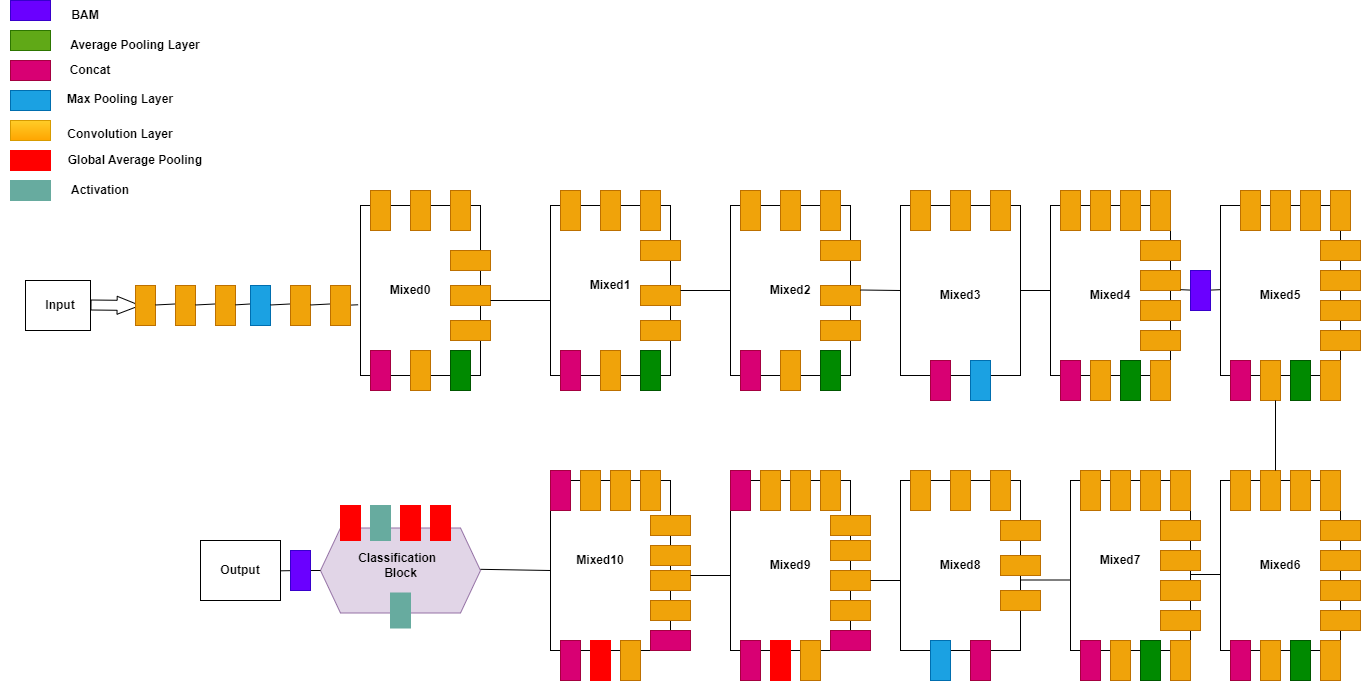 BAM
Average Pooling Layer
Concat
Max Pooling Layer
Convolution Layer
Global Average Pooling
Activation
Input
Mixed0
Mixed1
Mixed2
Mixed3
Mixed4
Mixed5
Output
Classification
Block
Mixed10
Mixed9
Mixed8
Mixed7
Mixed6